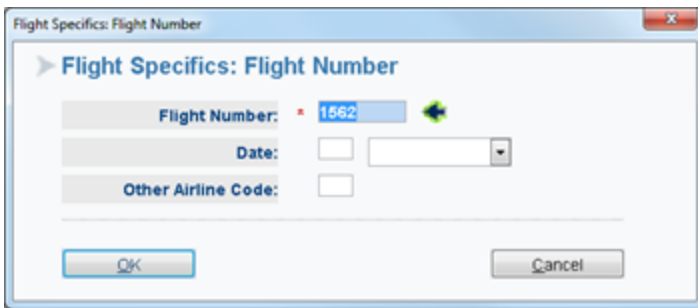 Flight Specifics: Flight Number
Flight Specifics: Flight Number
Flight Number: * 1562
Date:
Other Airline Code:
OK Cancel